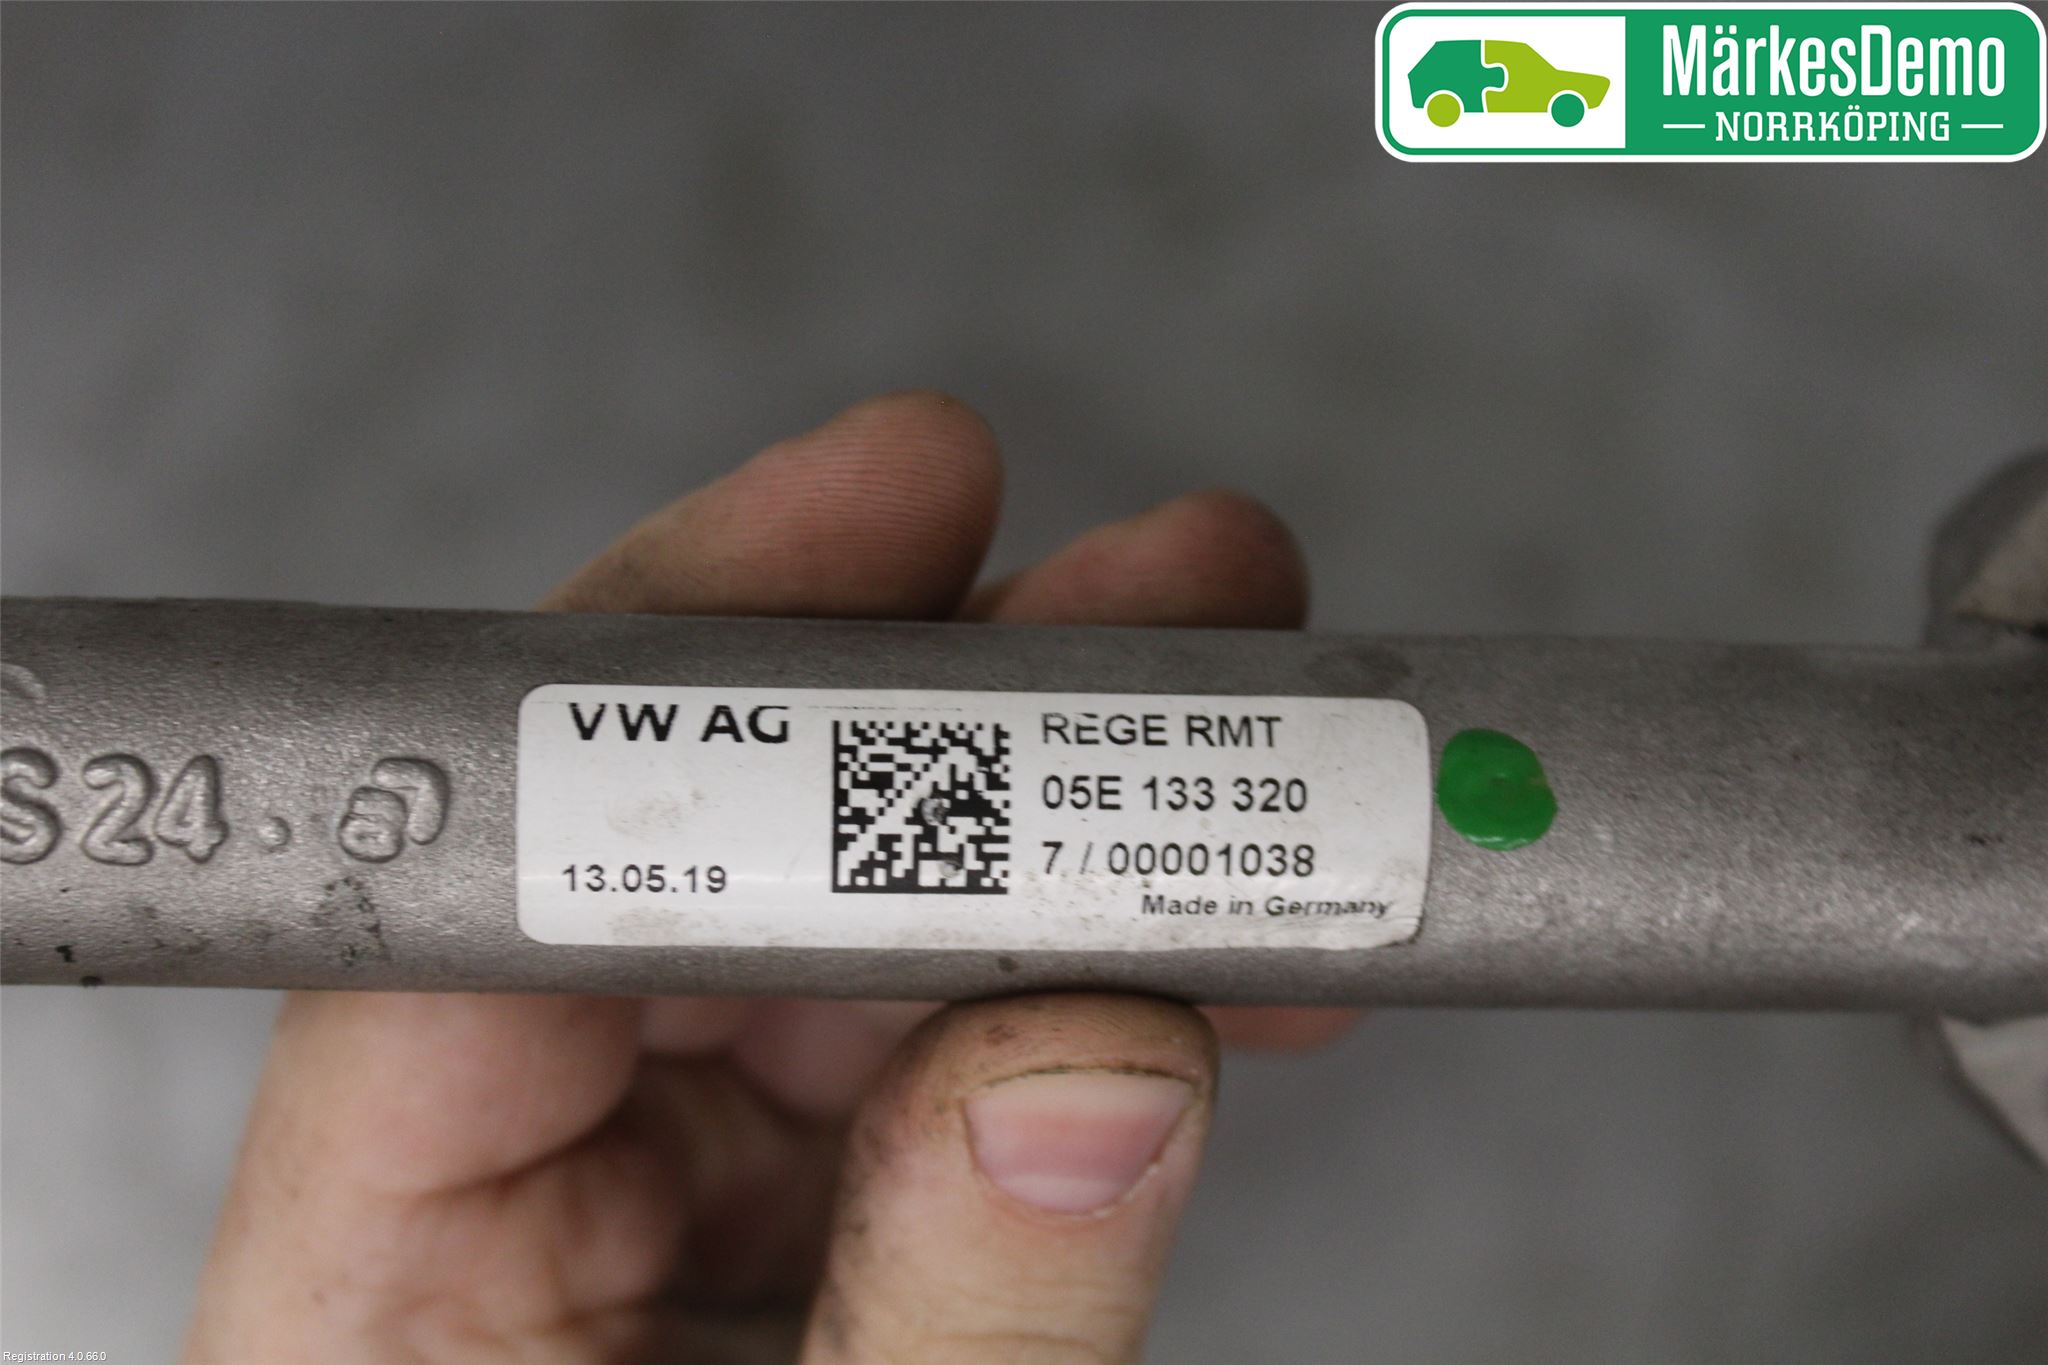 MärkesDemo
NORRKÖPING
S24.
VW AG
13.05.19
REGE RMT
05E 133 320
7 / 00001038
Made in Germany
Registration 4.0.66.0